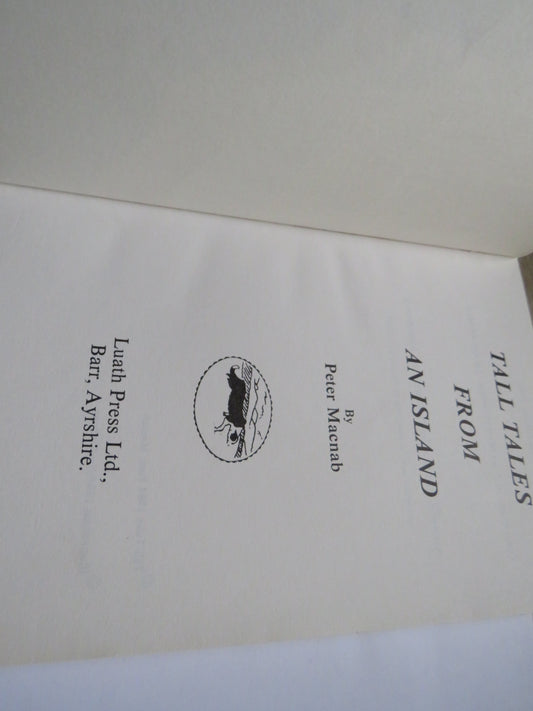 TALL TALES
FROM
AN ISLAND
By
Peter Macnab
Luath Press Ltd.,
Barr, Ayrshire.